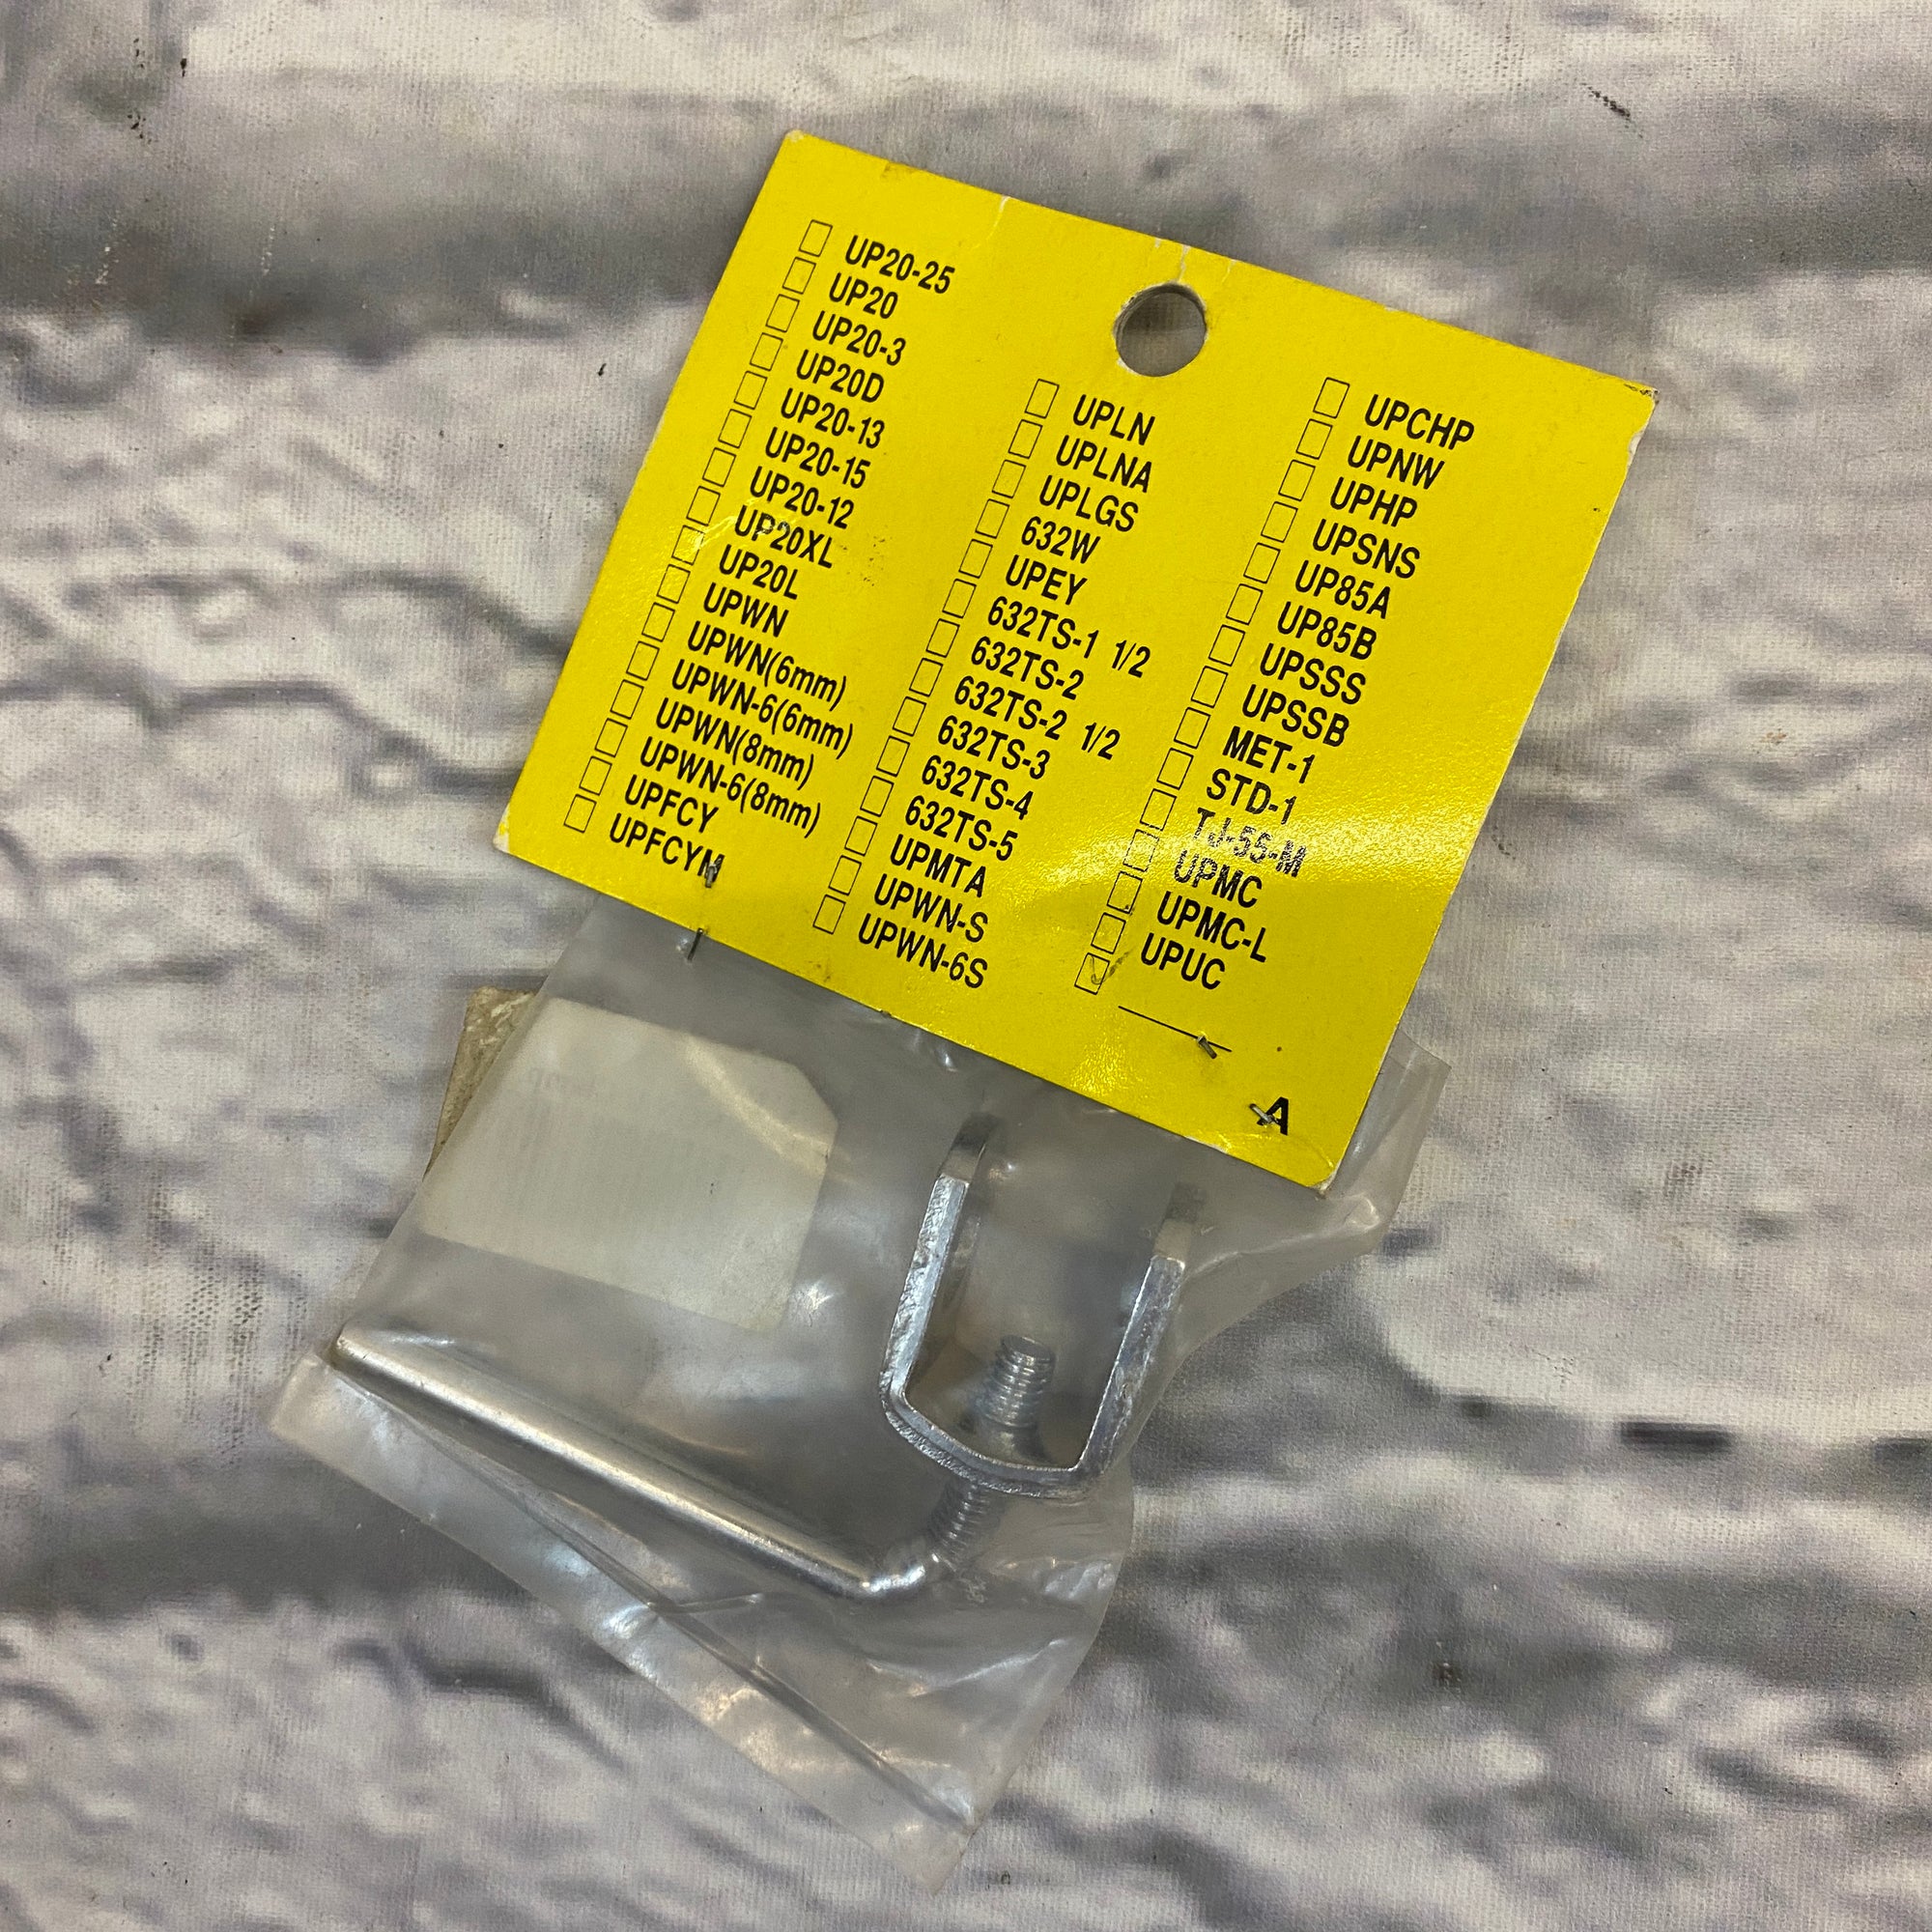 UP20-25
UP20
UP20-3
UP20D
UP20-13
UP20-15
UP20-12
UP20XL
UP20L
UPWN
UPWN(6mm)
UPWN-6(6mm)
UPWN(8mm)
UPWN-6(8mm)
UPFCY
UPFCYM
UPLN
UPLNA
UPLGS
632W
UPEY
632TS-1 1/2
632TS-2
632TS-2 1/2
632TS-3
632TS-4
632TS-5
UPMTA
UPWN-S
UPWN-6S
UPCHP
UPNW
UPHP
UPSNS
UP85A
UP85B
UPSSS
UPSSB
MET-1
STD-1
TJ-55-M
UPMC
UPMC-L
UPUC
A